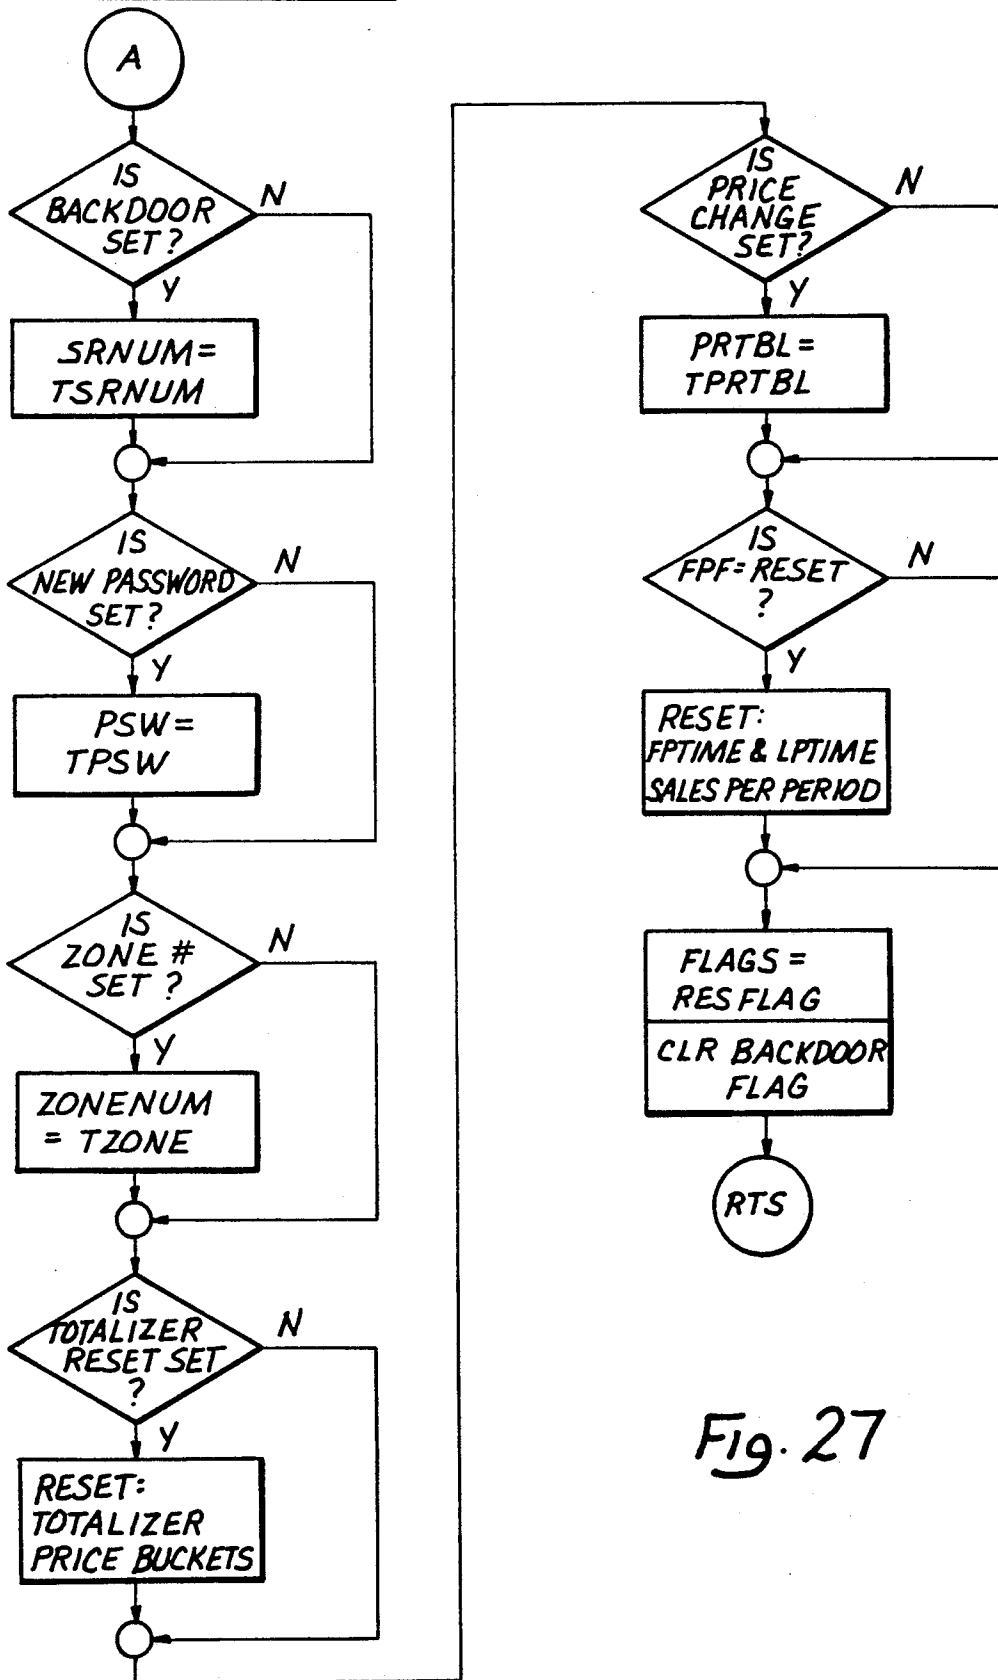 A
IS
BACKDOOR
SET?
N
Y
SRNUM=
TSRNUM
IS
NEW PASSWORD
SET?
N
Y
PSW=
TPSW
IS
ZONE #
SET ?
N
Y
ZONENUM
= TZONE
IS
TOTALIZER
RESET SET
?
N
Y
RESET:
TOTALIZER
PRICE BUCKETS
IS
PRICE
CHANGE
SET?
N
Y
PRTBL=
TPRTBL
IS
FPF=RESET
?
N
Y
RESET:
FPTIME & LPTIME
SALES PER PERIOD
FLAGS =
RESFLAG
CLR BACKDOOR
FLAG
RTS
Fig. 27